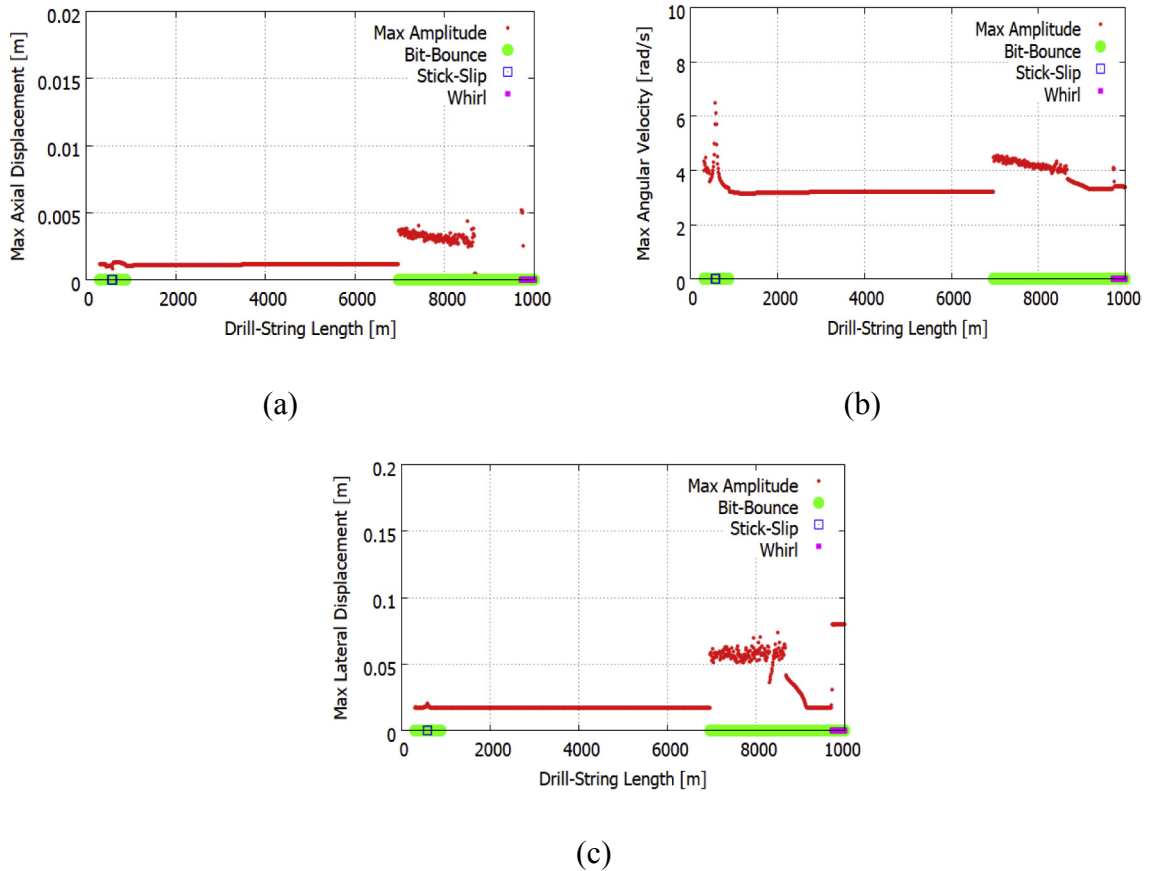 Max Axial Displacement [m]
0.02
0.015
0.01
0.005
0
Max Amplitude
Bit-Bounce
Stick-Slip
Whirl
0 2000 4000 6000 8000 1000
Drill-String Length [m]
(a)
Max Angular Velocity [rad/s]
10
8
6
4
2
0
Max Amplitude
Bit-Bounce
Stick-Slip
Whirl
0 2000 4000 6000 8000 1000
Drill-String Length [m]
(b)
Max Lateral Displacement [m]
0.2
0.15
0.1
0.05
0
Max Amplitude
Bit-Bounce
Stick-Slip
Whirl
0 2000 4000 6000 8000 1000
Drill-String Length [m]
(c)